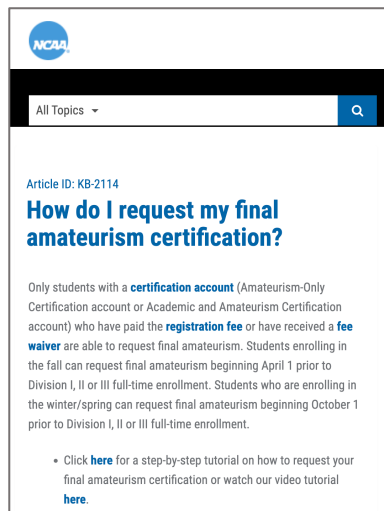 NCAA
All Topics
Article ID: KB-2114
How do I request my final
amateurism certification?
Only students with a certification account (Amateurism-Only
Certification account or Academic and Amateurism Certification
account) who have paid the registration fee or have received a fee
waiver are able to request final amateurism. Students enrolling in
the fall can request final amateurism beginning April 1 prior to
Division I, II or III full-time enrollment. Students who are enrolling in
the winter/spring can request final amateurism beginning October 1
prior to Division I, II or III full-time enrollment.
• Click here for a step-by-step tutorial on how to request your
final amateurism certification or watch our video tutorial
here.